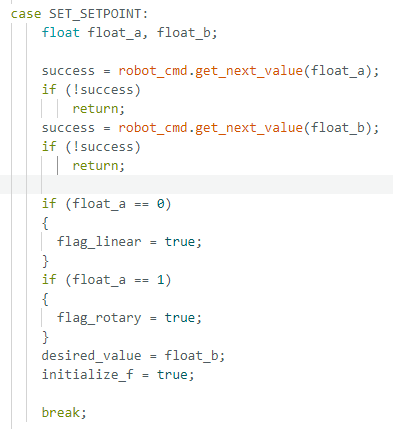 case SET_SETPOINT:
    float float_a, float_b;

    success = robot_cmd.get_next_value(float_a);
    if (!success)
        return;
    success = robot_cmd.get_next_value(float_b);
    if (!success)
        return;

    if (float_a == 0)
    {
      flag_linear = true;
    }
    if (float_a == 1)
    {
      flag_rotary = true;
    }
    desired_value = float_b;
    initialize_f = true;

    break;